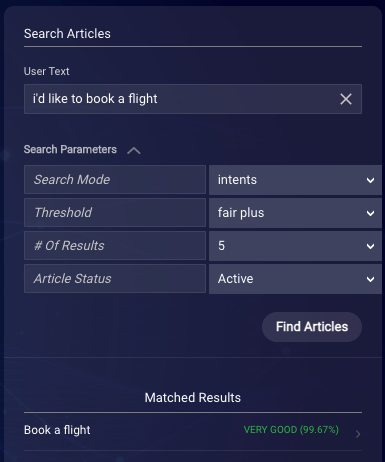 Search Articles
User Text
i'd like to book a flight
Search Parameters
Search Mode intents
Threshold fair plus
# Of Results 5
Article Status Active
Find Articles
Matched Results
Book a flight VERY GOOD (99.67%)